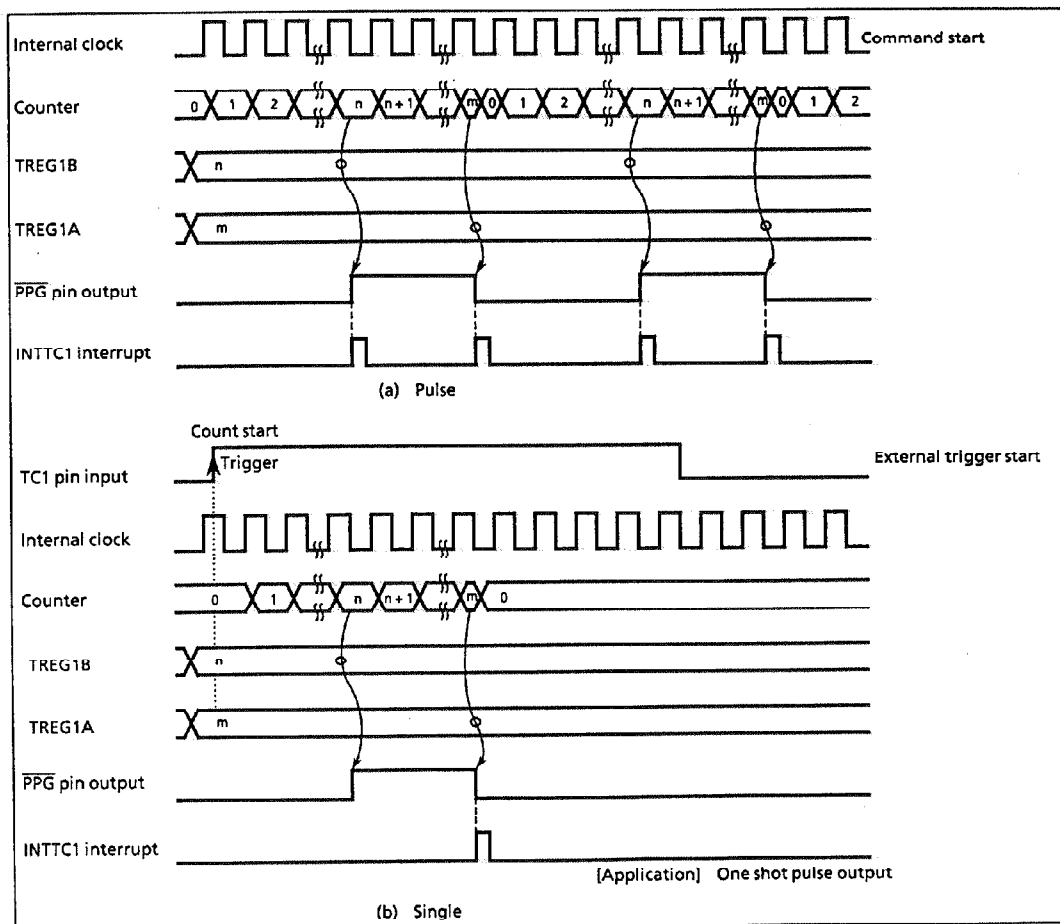 Internal clock
Command start
Counter
0 1 2 n n+1 m 0 1 2 n n+1 m 0 1 2
TREG1B
n
TREG1A
m
PPG pin output
INTTC1 interrupt
(a) Pulse
Count start
Trigger
TC1 pin input
External trigger start
Internal clock
Counter
0 1 n n+1 m 0
TREG1B
n
TREG1A
m
PPG pin output
INTTC1 interrupt
[Application] One shot pulse output
(b) Single